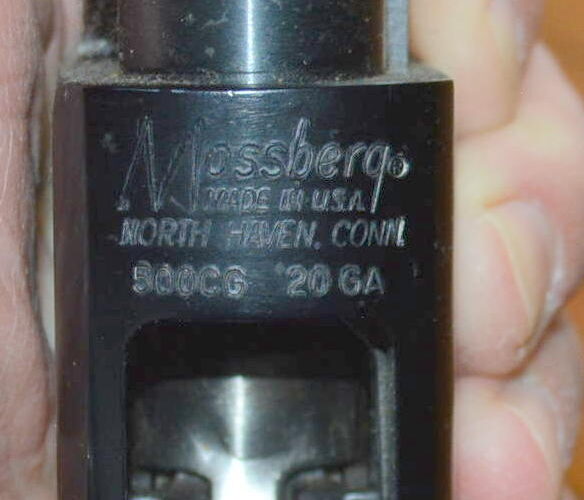 Mossberg®
MADE IN U.S.A.
NORTH HAVEN, CONN.
500CG 20 GA